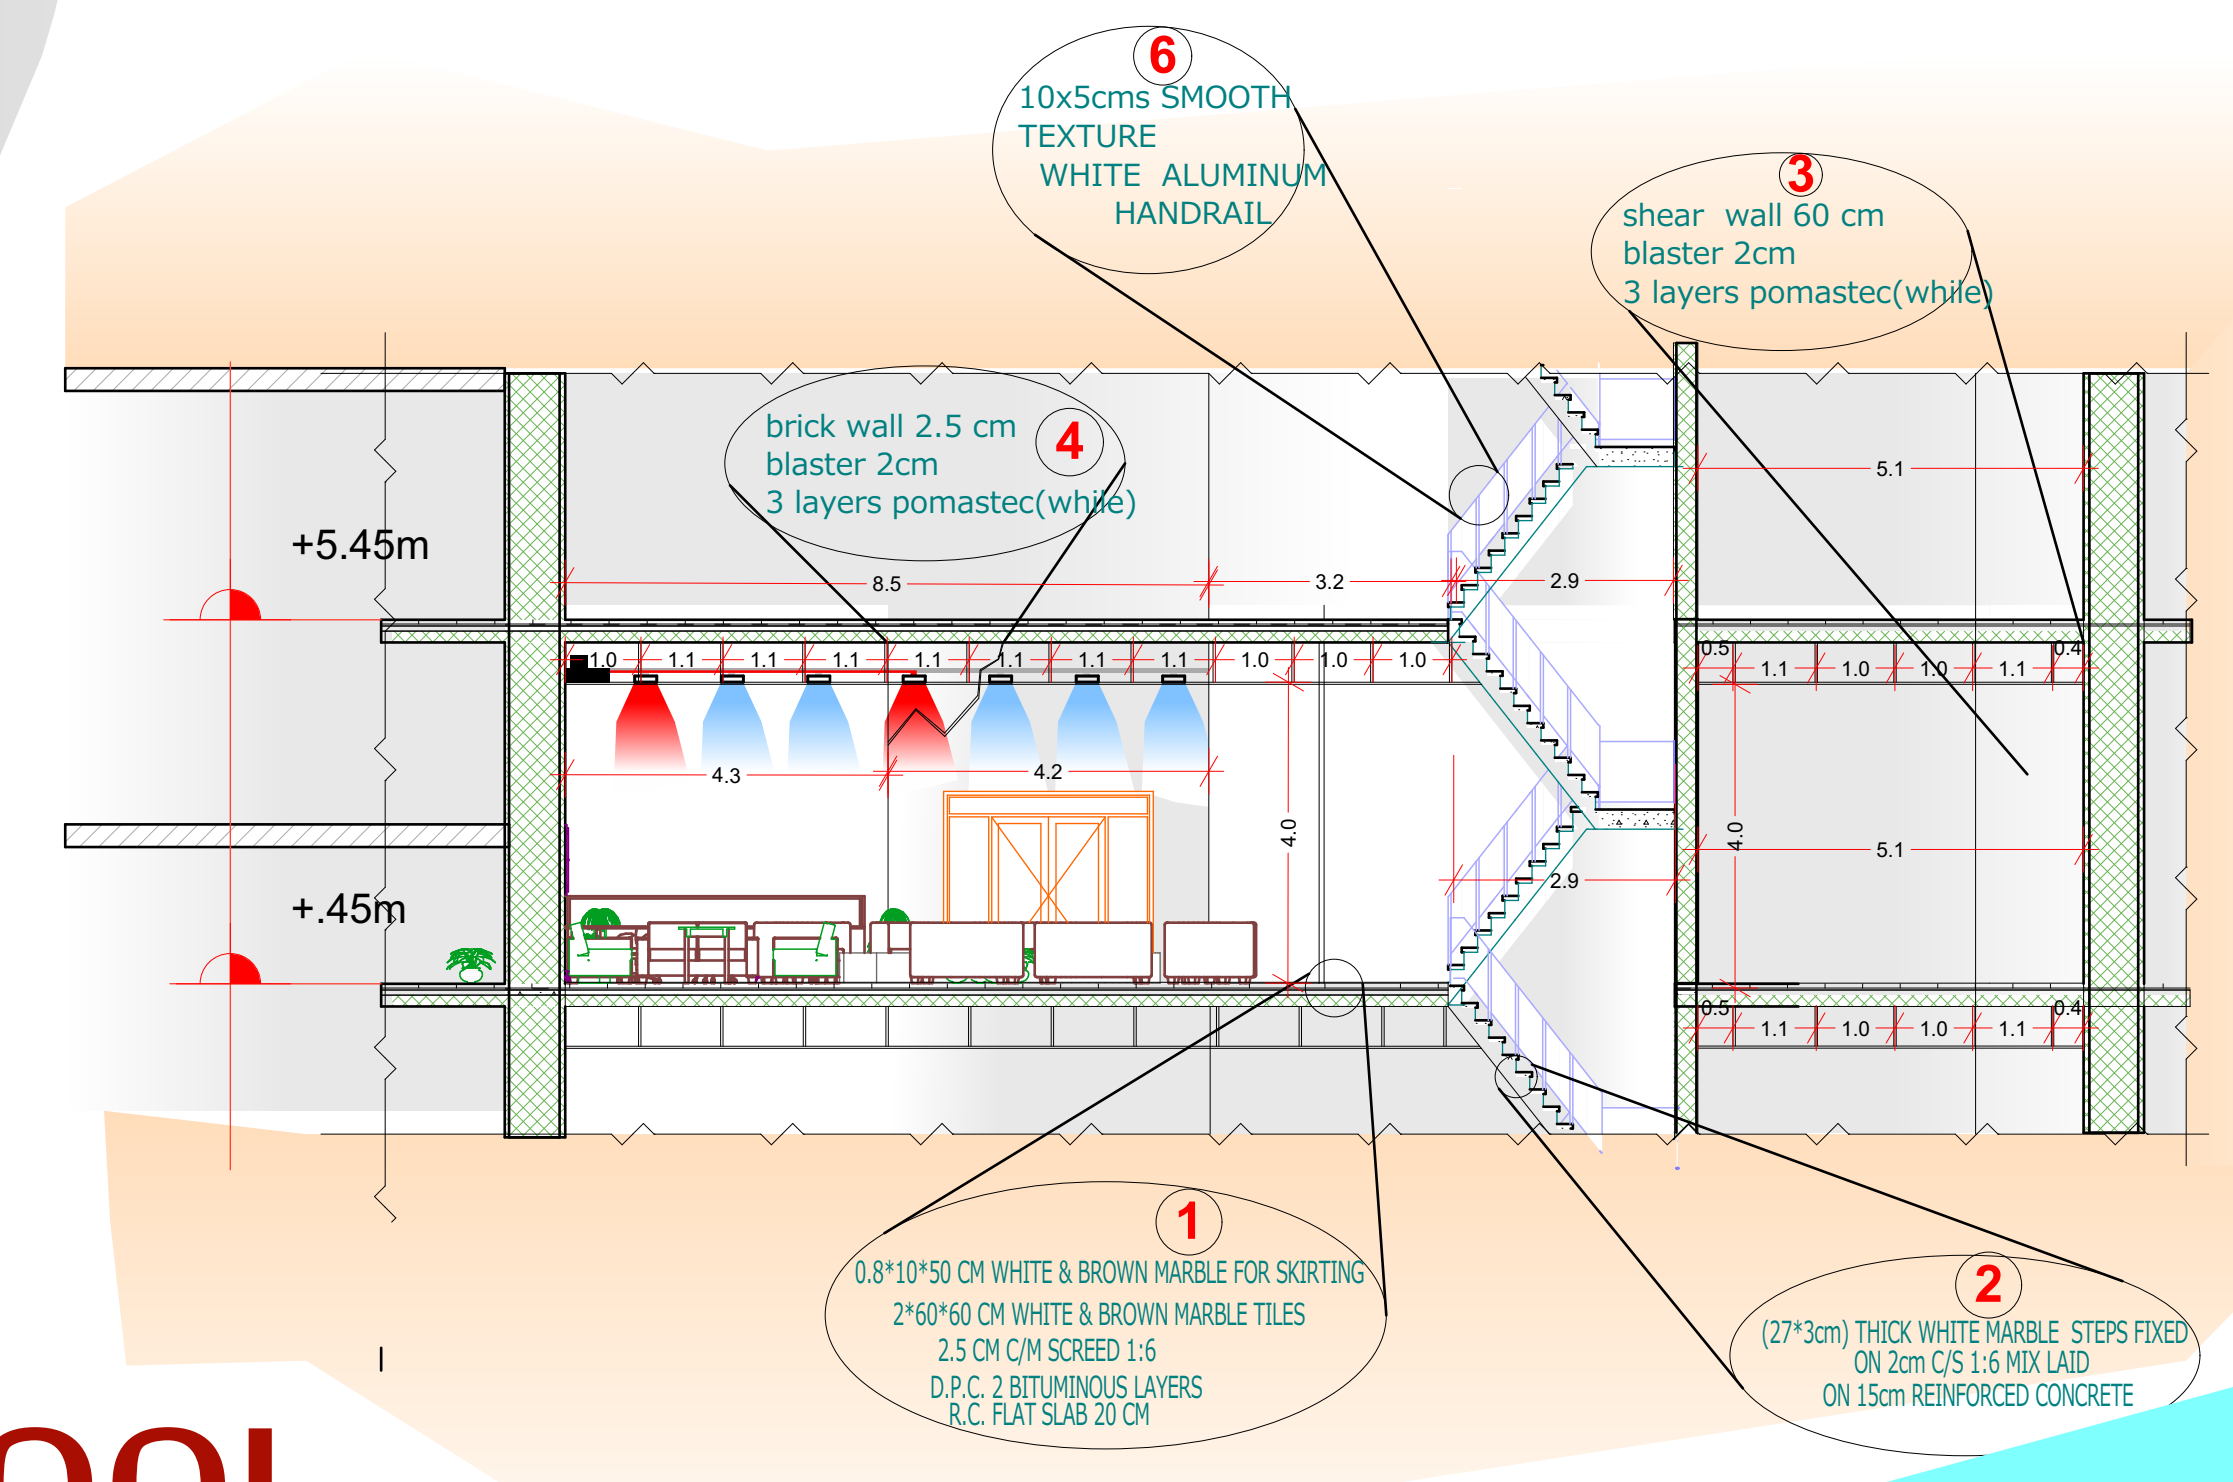 6
10x5cms SMOOTH
TEXTURE
WHITE ALUMINUM
HANDRAIL
3
shear wall 60 cm
blaster 2cm
3 layers pomastec(while)
4
brick wall 2.5 cm
blaster 2cm
3 layers pomastec(while)
5.1
+5.45m
8.5 3.2 2.9
1.0 1.1 1.1 1.1 1.1 1.1 1.1 1.1 1.0 1.0 1.0
0.5 1.1 1.0 1.0 1.1 0.4
4.3 4.2
4.0
4.0
5.1
2.9
+.45m
0.5 1.1 1.0 1.0 1.1 0.4
1
0.8*10*50 CM WHITE & BROWN MARBLE FOR SKIRTING
2*60*60 CM WHITE & BROWN MARBLE TILES
2.5 CM C/M SCREED 1:6
D.P.C. 2 BITUMINOUS LAYERS
R.C. FLAT SLAB 20 CM
2
(27*3cm) THICK WHITE MARBLE STEPS FIXED
ON 2cm C/S 1:6 MIX LAID
ON 15cm REINFORCED CONCRETE